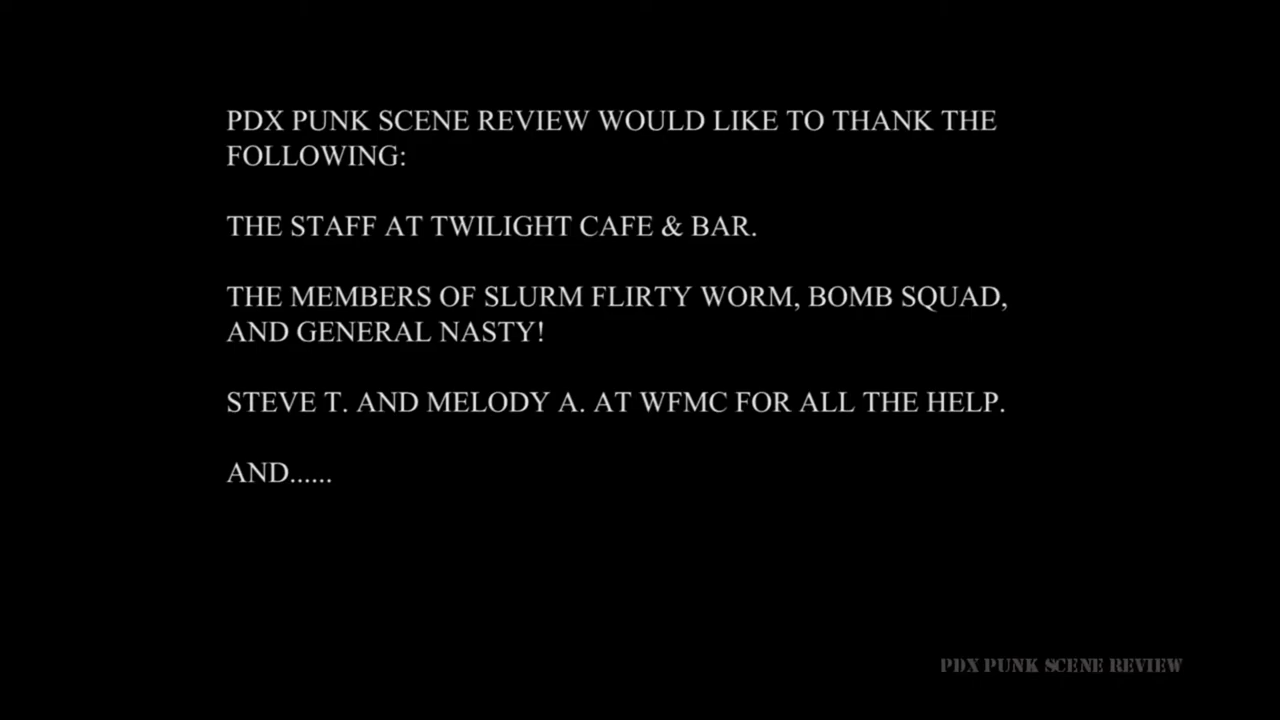 PDX PUNK SCENE REVIEW WOULD LIKE TO THANK THE
FOLLOWING:
THE STAFF AT TWILIGHT CAFE & BAR.
THE MEMBERS OF SLURM FLIRTY WORM, BOMB SQUAD,
AND GENERAL NASTY!
STEVE T. AND MELODY A. AT WFMC FOR ALL THE HELP.
AND......
PDX PUNK SCENE REVIEW